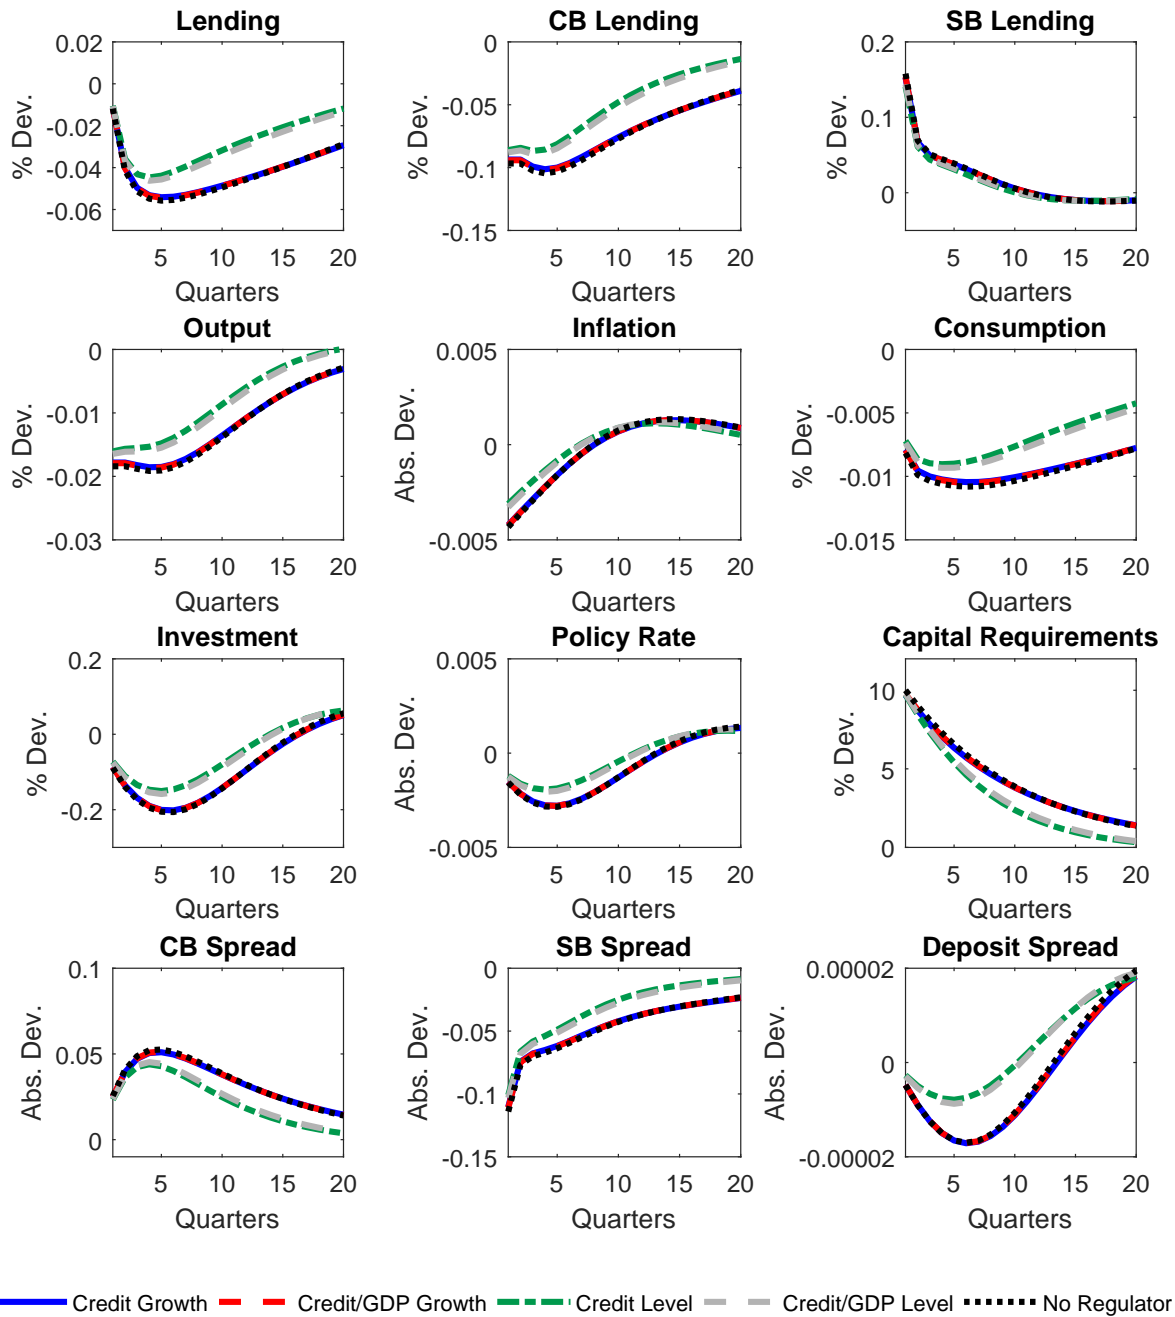 Lending
CB Lending
SB Lending
0.02
0
-0.02
-0.04
-0.06
% Dev.
5 10 15 20
Quarters
0
-0.05
-0.1
-0.15
% Dev.
5 10 15 20
Quarters
0.2
0.1
0
% Dev.
5 10 15 20
Quarters
Output
Inflation
Consumption
0
-0.01
-0.02
-0.03
% Dev.
5 10 15 20
Quarters
0.005
0
-0.005
Abs. Dev.
5 10 15 20
Quarters
0
-0.005
-0.01
-0.015
% Dev.
5 10 15 20
Quarters
Investment
Policy Rate
Capital Requirements
0.2
0
-0.2
% Dev.
5 10 15 20
Quarters
0.005
0
-0.005
Abs. Dev.
5 10 15 20
Quarters
10
5
0
% Dev.
5 10 15 20
Quarters
CB Spread
SB Spread
Deposit Spread
0.1
0.05
0
Abs. Dev.
5 10 15 20
Quarters
0
-0.05
-0.1
-0.15
Abs. Dev.
5 10 15 20
Quarters
0.00002
0
-0.00002
Abs. Dev.
5 10 15 20
Quarters
Credit Growth Credit/GDP Growth Credit Level Credit/GDP Level No Regulator